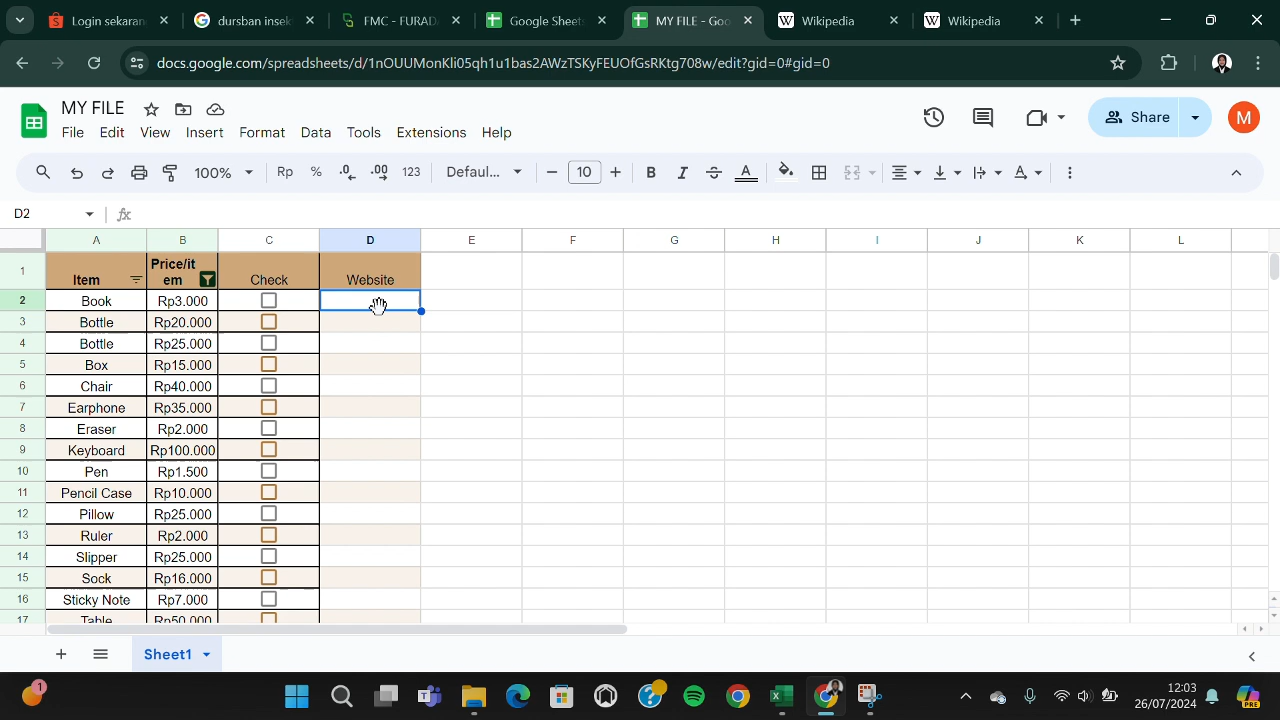 Login sekaran
dursban insek
FMC - FURAD
Google Sheet
MY FILE - Goo
Wikipedia
Wikipedia
docs.google.com/spreadsheets/d/1nOUUMonKli05qh1u1bas2AWzTSKyFEUOfGsRKtg708w/edit?gid=0#gid=0
MY FILE
File Edit View Insert Format Data Tools Extensions Help
Share
M
100% Rp % .0 .00 123 Defaul... 10 B I A
D2 fx
A B C D E F G H I J K L
1 Item Price/it em Check Website
2 Book Rp3.000
3 Bottle Rp20.000
4 Bottle Rp25.000
5 Box Rp15.000
6 Chair Rp40.000
7 Earphone Rp35.000
8 Eraser Rp2.000
9 Keyboard Rp100.000
10 Pen Rp1.500
11 Pencil Case Rp10.000
12 Pillow Rp25.000
13 Ruler Rp2.000
14 Slipper Rp25.000
15 Sock Rp16.000
16 Sticky Note Rp7.000
17 Table Rp50.000
Sheet1
1
12:03
26/07/2024
PRE